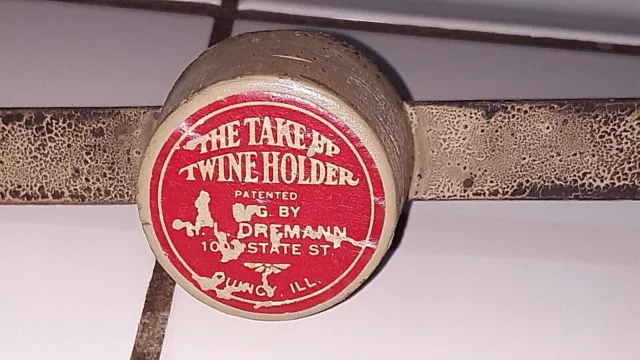 THE TAKE UP
TWINE HOLDER
PATENTED
BY
DREMANN
STATE ST.
QUINCY, ILL.